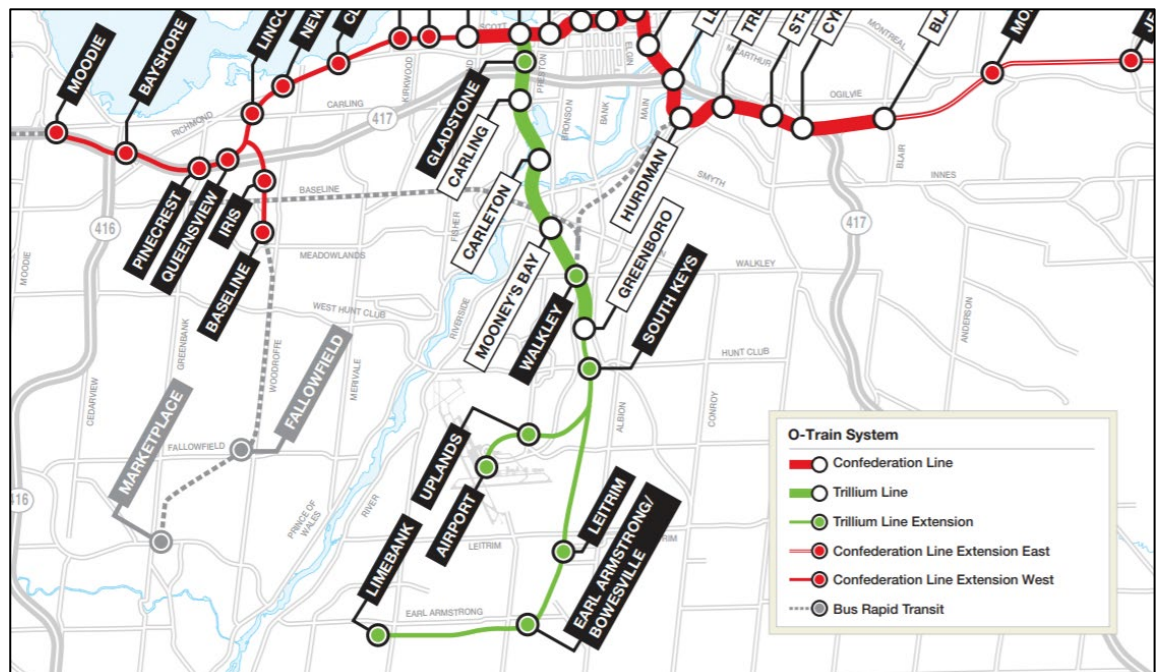 MOODIE
BAYSHORE
SCOTT
KIRKWOOD
PRESTON
ELGIN
MCARTHUR
MONTREAL
OGILVIE
RICHMOND
CARLING
417
GLADSTONE
CARLING
BRONSON
BANK
MAIN
HURDMAN
SMYTH
BLAIR
INNES
417
416
PINECREST
QUEENSVIEW
IRIS
BASELINE
BASELINE
FISHER
CARLETON
MEADOWLANDS
MOODIE
WEST HUNT CLUB
RIVERSIDE
MOONEY'S BAY
WALKLEY
GREENBORO
SOUTH KEYS
WALKLEY
ANDERSON
HUNT CLUB
GREENBANK
CEDARVIEW
WOODROFFE
MERIVALE
FALLOWFIELD
MARKETPLACE
FALLOWFIELD
416
PRINCE OF
WALES
RIVER
UPLANDS
AIRPORT
ALBION
CONROY
LEITRIM
LEITRIM
LIMEBANK
EARL ARMSTRONG
EARL ARMSTRONG/
BOWESVILLE
O-Train System
Confederation Line
Trillium Line
Trillium Line Extension
Confederation Line Extension East
Confederation Line Extension West
Bus Rapid Transit